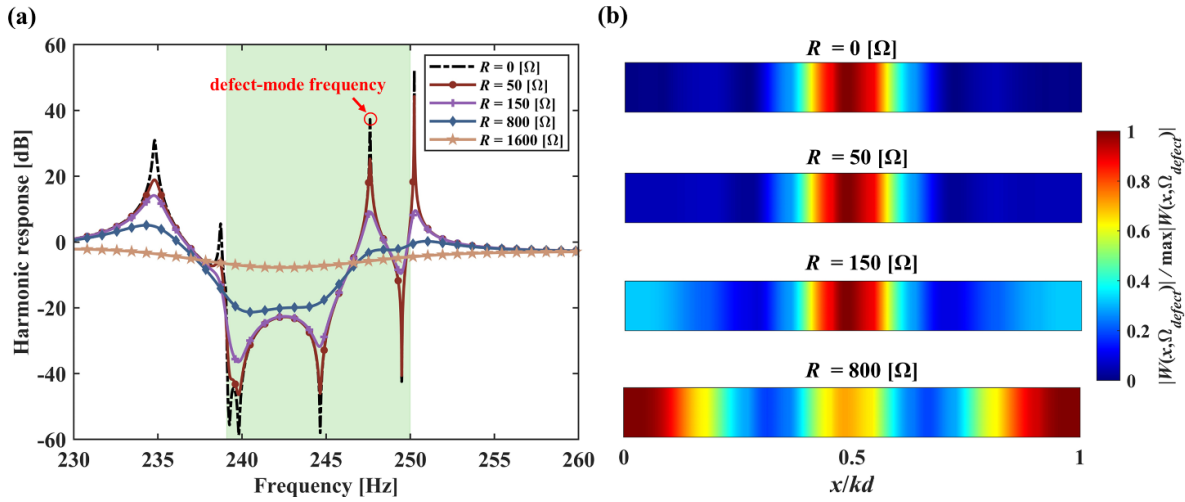 (a)
60
40
20
0
-20
-40
-60
Harmonic response [dB]
230
235
240
245
250
255
260
Frequency [Hz]
defect-mode frequency
R = 0 [Ω]
R = 50 [Ω]
R = 150 [Ω]
R = 800 [Ω]
R = 1600 [Ω]
(b)
R = 0 [Ω]
R = 50 [Ω]
R = 150 [Ω]
R = 800 [Ω]
0
0.5
1
x/kd
1
0.8
0.6
0.4
0.2
0
|W(x,Ω_defect)| / max|W(x,Ω_defect)|